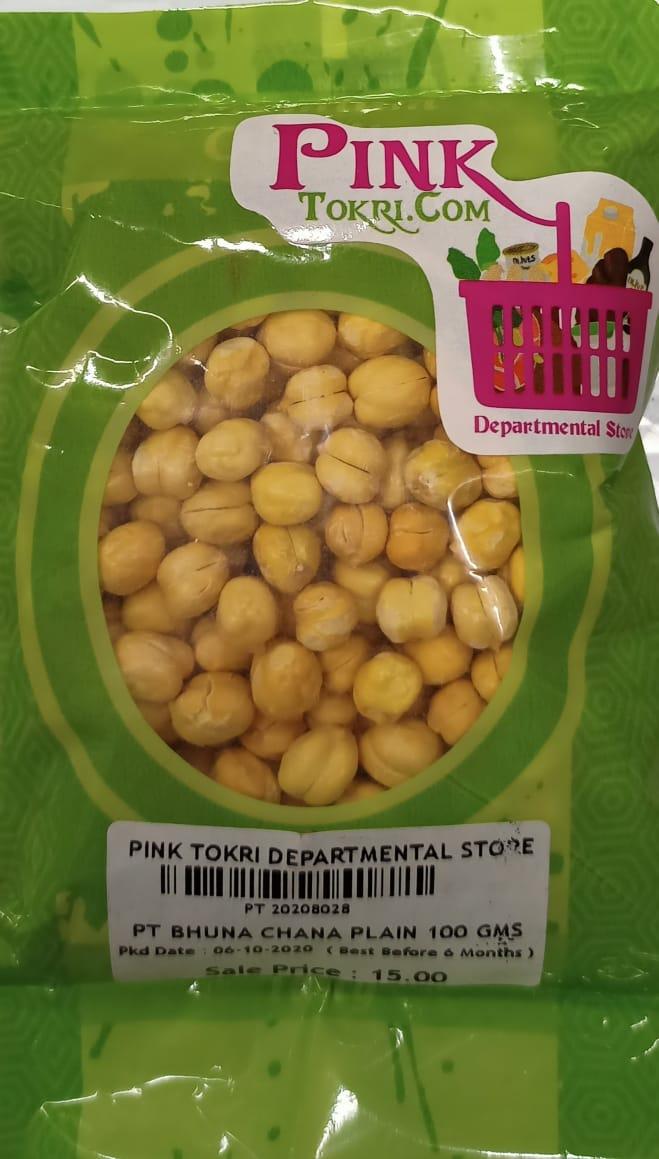 PINK
TOKRI.COM
OLIVES
Departmental Store
PINK TOKRI DEPARTMENTAL STORE
PT 20208028
PT BHUNA CHANA PLAIN 100 GMS
Pkd Date : 06-10-2020 ( Best Before 6 Months )
Sale Price : 15.00